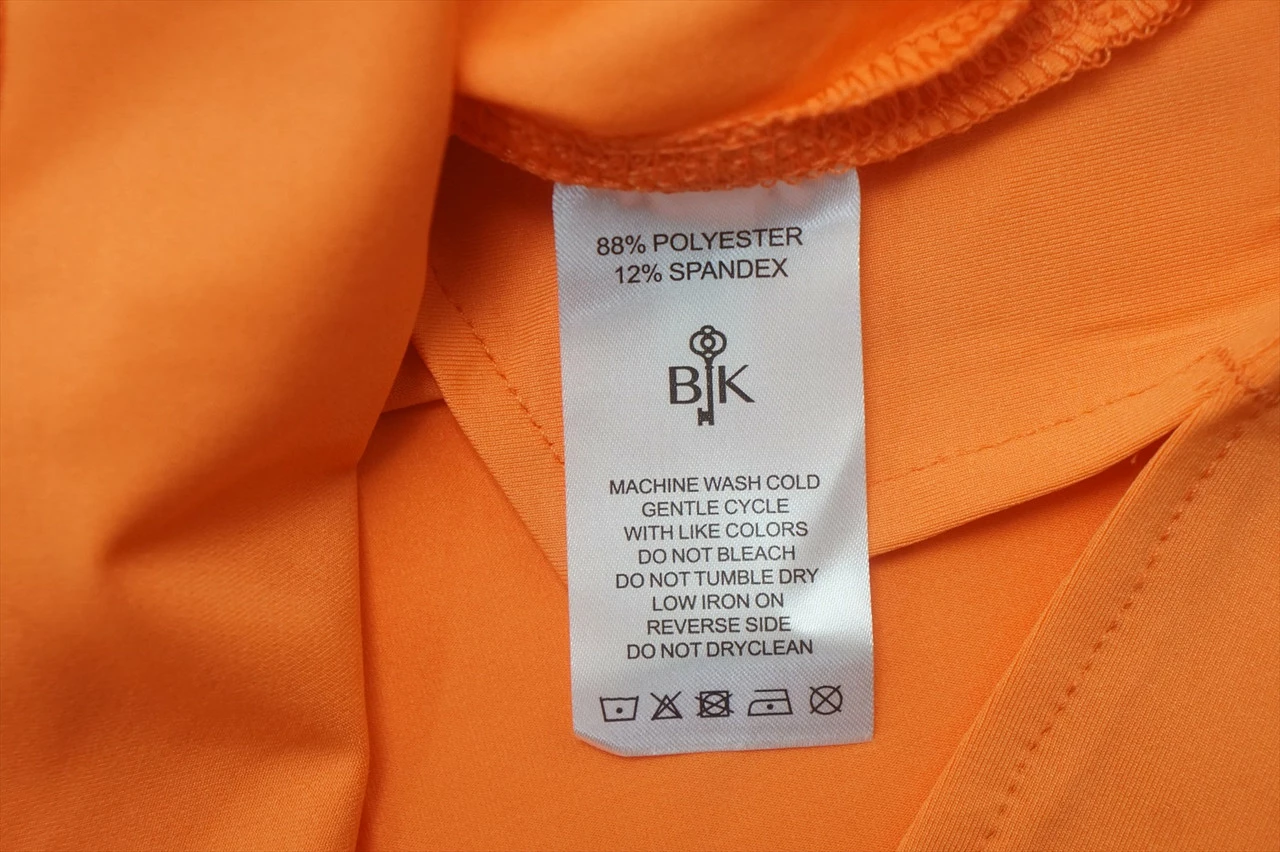 88% POLYESTER
12% SPANDEX
B K
MACHINE WASH COLD
GENTLE CYCLE
WITH LIKE COLORS
DO NOT BLEACH
DO NOT TUMBLE DRY
LOW IRON ON
REVERSE SIDE
DO NOT DRYCLEAN